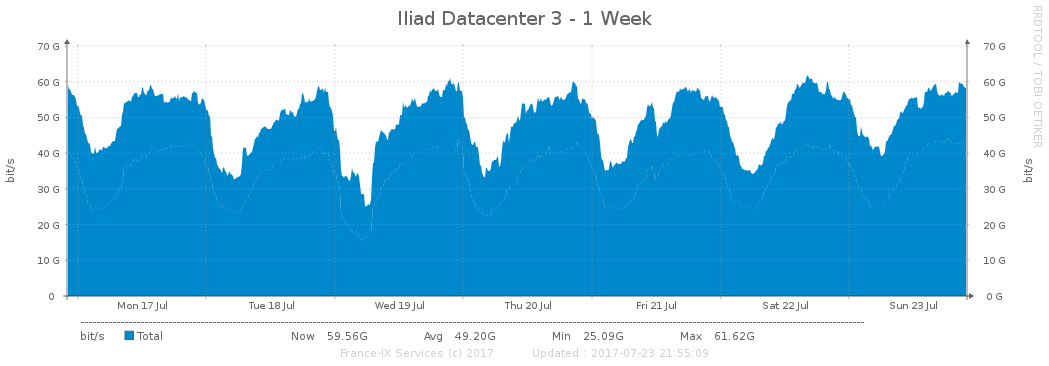 Iliad Datacenter 3 - 1 Week
RRDTOOL / TOBI OETIKER
70 G 70 G
60 G 60 G
50 G 50 G
40 G 40 G
30 G 30 G
20 G 20 G
10 G 10 G
0 0 G
bit/s bit/s
Mon 17 Jul Tue 18 Jul Wed 19 Jul Thu 20 Jul Fri 21 Jul Sat 22 Jul Sun 23 Jul
bit/s Total Now 59.56G Avg 49.20G Min 25.09G Max 61.62G
France-IX Services (c) 2017 Updated : 2017-07-23 21:55:09